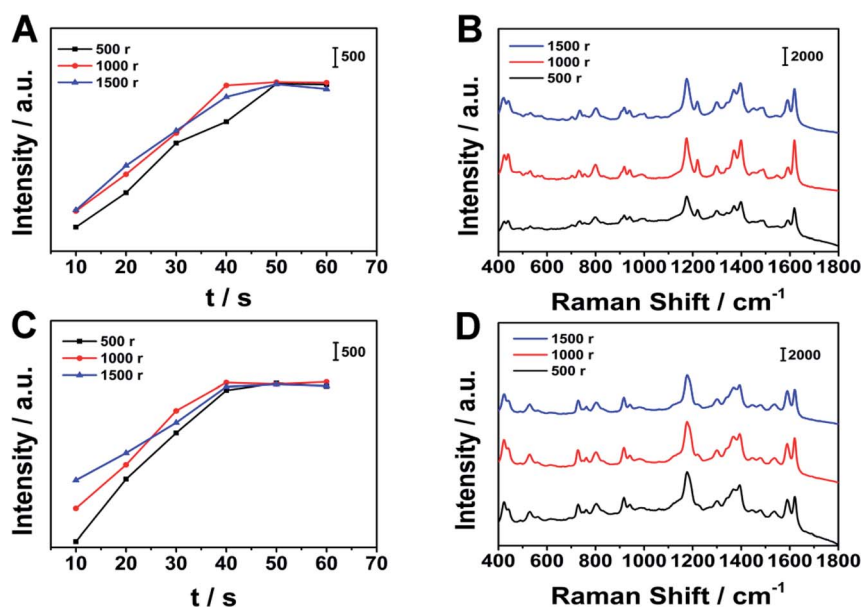 A
500 r
1000 r
1500 r
500
Intensity / a.u.
10 20 30 40 50 60 70
t / s
B
1500 r
1000 r
500 r
2000
Intensity / a.u.
400 600 800 1000 1200 1400 1600 1800
Raman Shift / cm⁻¹
C
500 r
1000 r
1500 r
500
Intensity / a.u.
10 20 30 40 50 60 70
t / s
D
1500 r
1000 r
500 r
2000
Intensity / a.u.
400 600 800 1000 1200 1400 1600 1800
Raman Shift / cm⁻¹